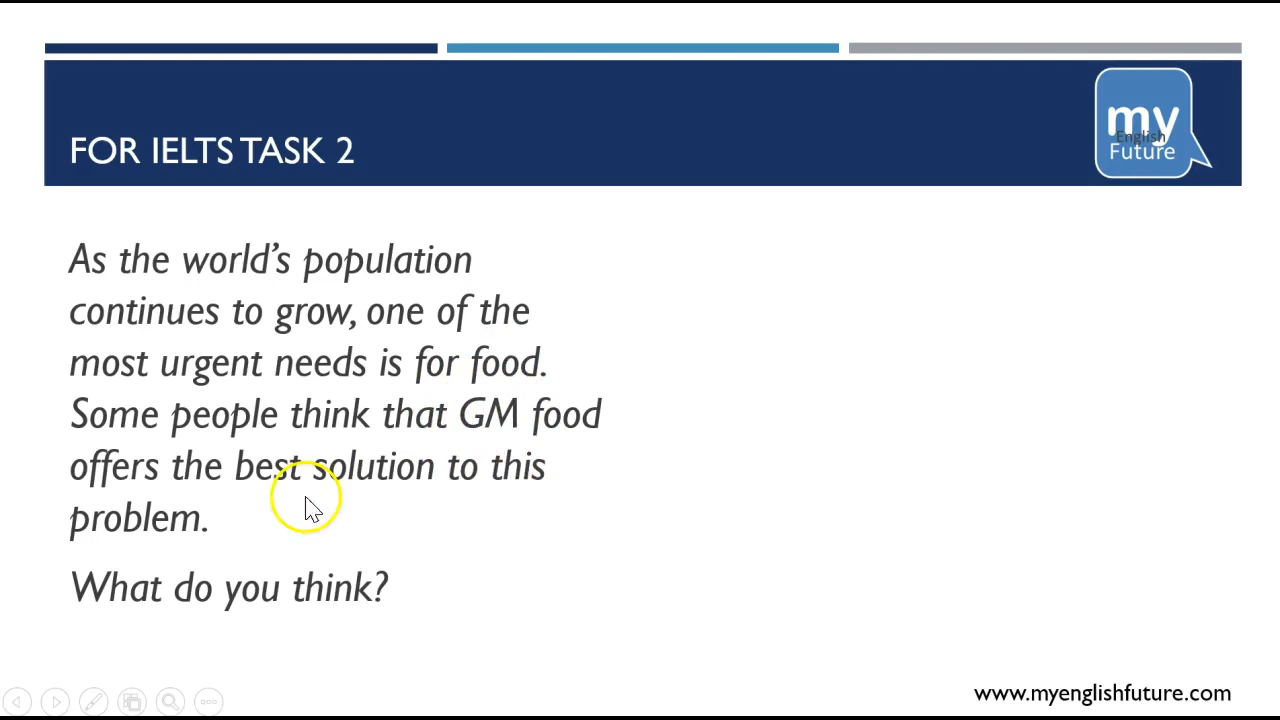 FOR IELTS TASK 2
my
English
Future
As the world's population
continues to grow, one of the
most urgent needs is for food.
Some people think that GM food
offers the best solution to this
problem.
What do you think?
www.myenglishfuture.com